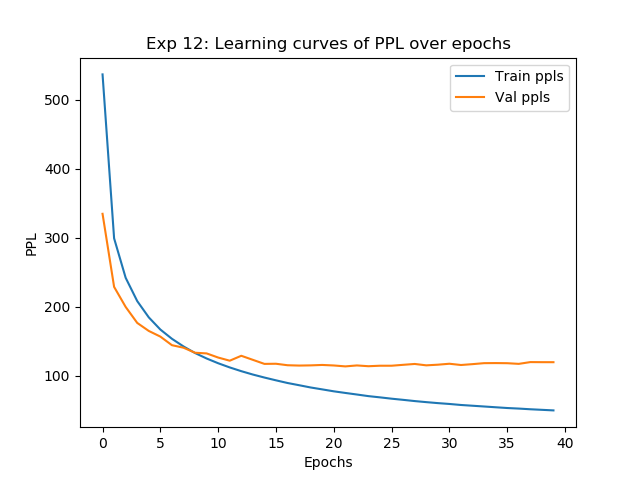 Exp 12: Learning curves of PPL over epochs
Train ppls
Val ppls
500
400
300
200
100
PPL
0 5 10 15 20 25 30 35 40
Epochs